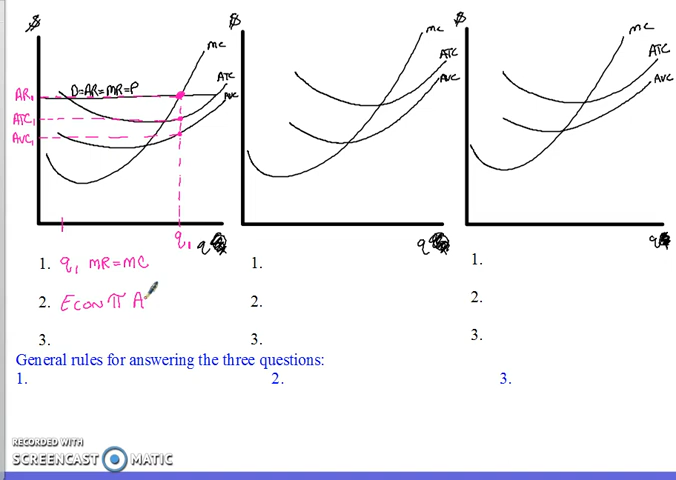 $ $ $
MC MC MC
ATC ATC ATC
AVC AVC AVC
D=AR=MR=P
AR1
ATC1
AVC1
q1 q q q
1. q1 MR=MC 1. 1.
2. ECON π A 2. 2.
3. 3. 3.
General rules for answering the three questions:
1. 2. 3.
RECORDED WITH
SCREENCAST MATIC